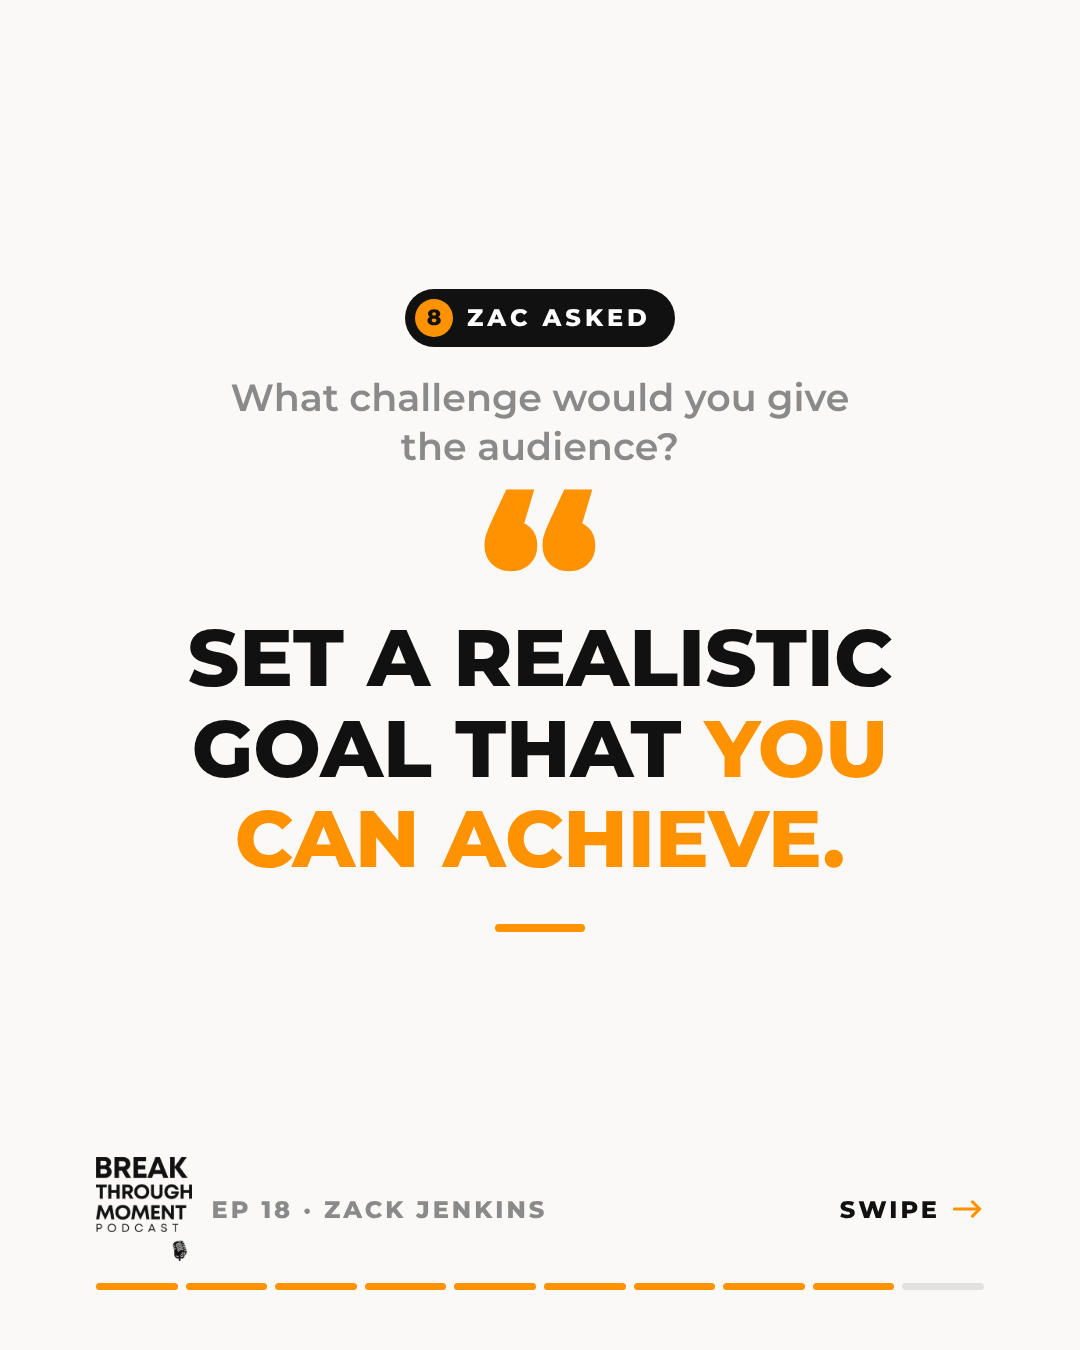 8 ZAC ASKED
What challenge would you give
the audience?
“
SET A REALISTIC
GOAL THAT YOU
CAN ACHIEVE.
BREAK
THROUGH
MOMENT
PODCAST
EP 18 · ZACK JENKINS
SWIPE →